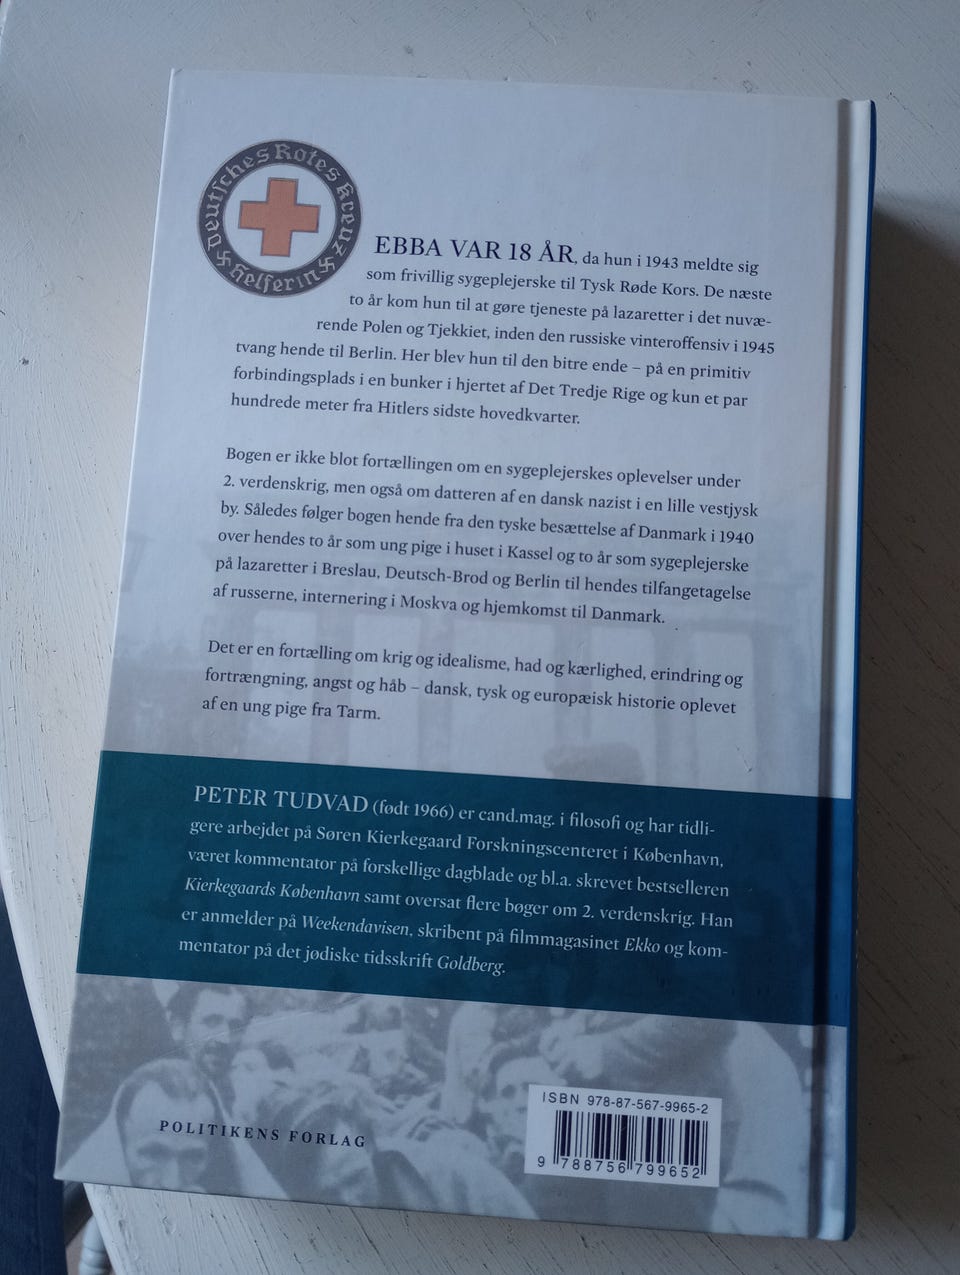 Deutsches Rotes Kreuz
Helferin
EBBA VAR 18 ÅR, da hun i 1943 meldte sig
som frivillig sygeplejerske til Tysk Røde Kors. De næste
to år kom hun til at gøre tjeneste på lazaretter i det nuvæ-
rende Polen og Tjekkiet, inden den russiske vinteroffensiv i 1945
tvang hende til Berlin. Her blev hun til den bitre ende – på en primitiv
forbindingsplads i en bunker i hjertet af Det Tredje Rige og kun et par
hundrede meter fra Hitlers sidste hovedkvarter.
Bogen er ikke blot fortællingen om en sygeplejerskes oplevelser under
2. verdenskrig, men også om datteren af en dansk nazist i en lille vestjysk
by. Således følger bogen hende fra den tyske besættelse af Danmark i 1940
over hendes to år som ung pige i huset i Kassel og to år som sygeplejerske
på lazaretter i Breslau, Deutsch-Brod og Berlin til hendes tilfangetagelse
af russerne, internering i Moskva og hjemkomst til Danmark.
Det er en fortælling om krig og idealisme, had og kærlighed, erindring og
fortrængning, angst og håb – dansk, tysk og europæisk historie oplevet
af en ung pige fra Tarm.
PETER TUDVAD (født 1966) er cand.mag. i filosofi og har tidli-
gere arbejdet på Søren Kierkegaard Forskningscenteret i København,
været kommentator på forskellige dagblade og bl.a. skrevet bestselleren
Kierkegaards København samt oversat flere bøger om 2. verdenskrig. Han
er anmelder på Weekendavisen, skribent på filmmagasinet Ekko og kom-
mentator på det jødiske tidsskrift Goldberg.
POLITIKENS FORLAG
ISBN 978-87-567-9965-2
9 788756 799652